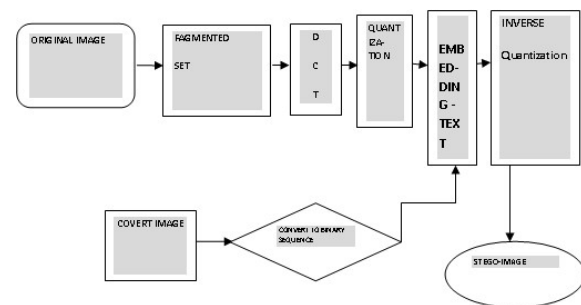 ORIGINAL IMAGE
FAGMENTED
SET
D
C
T
QUANT
IZA-
TION
EMB
ED-
DIN
G -
TEX
T
INVERSE
Quantization
COVERT IMAGE
CONVERT TO BINARY
SEQUENCE
STEGO-IMAGE